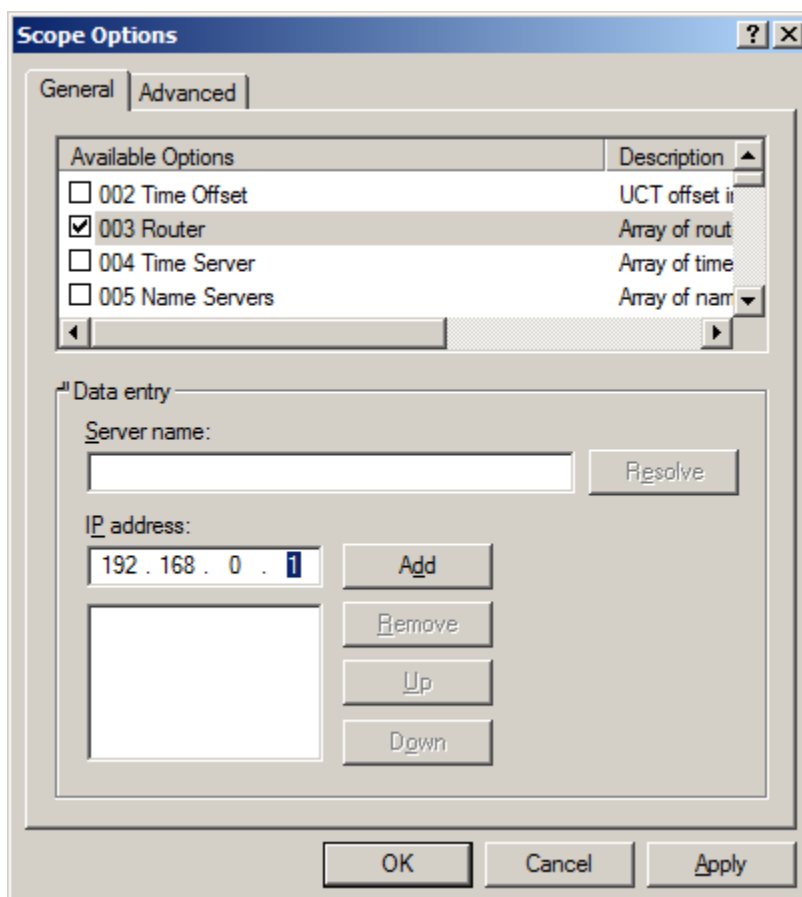 Scope Options
General Advanced
Available Options Description
002 Time Offset UCT offset in
003 Router Array of rout
004 Time Server Array of time
005 Name Servers Array of nam
Data entry
Server name:
Resolve
IP address:
192 . 168 . 0 . 1 Add
Remove
Up
Down
OK Cancel Apply